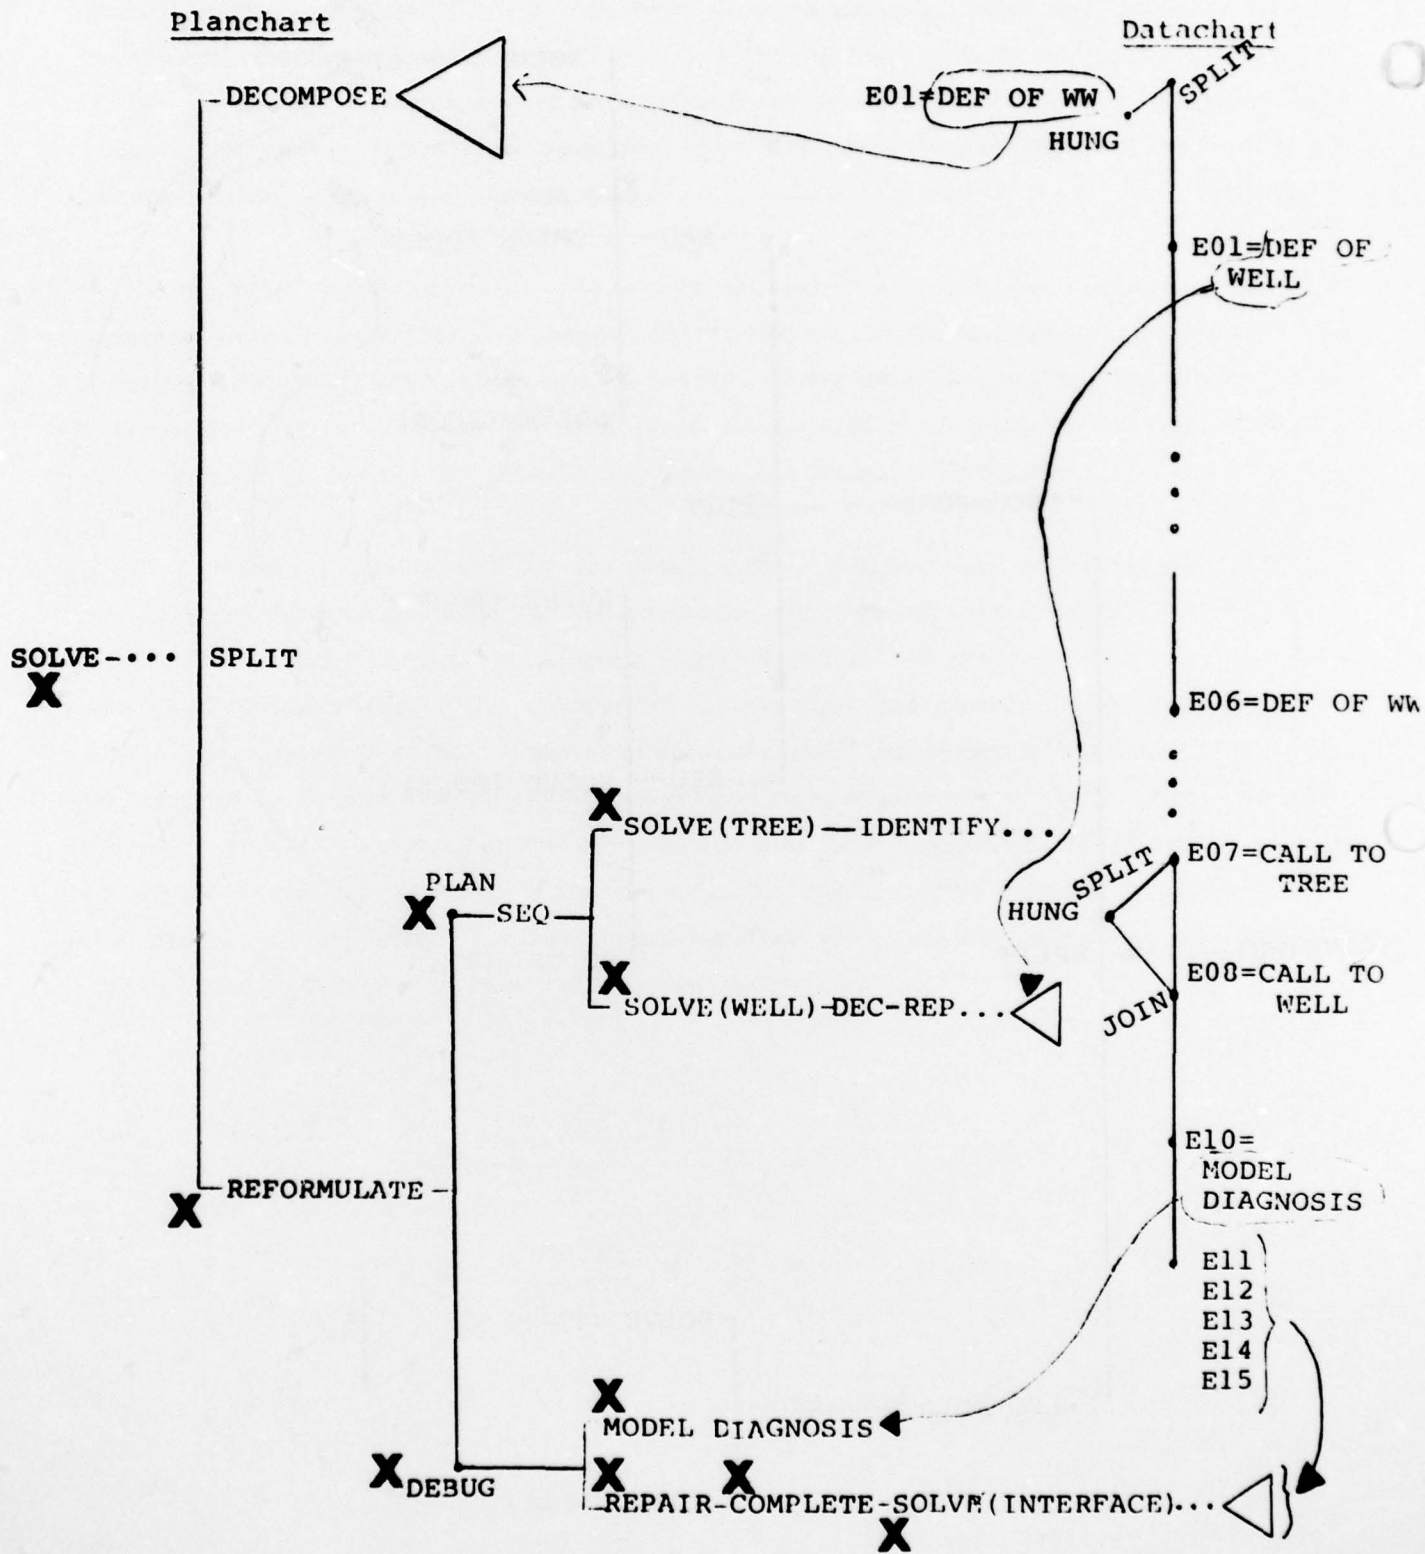 Planchart
Datachart
DECOMPOSE
E01=DEF OF WW
SPLIT
HUNG
E01=DEF OF
WELL
SOLVE-... SPLIT
E06=DEF OF WW
SOLVE(TREE)—IDENTIFY...
PLAN
SEQ
SPLIT
E07=CALL TO
TREE
HUNG
E08=CALL TO
WELL
SOLVE(WELL)-DEC-REP...
JOIN
E10=
MODEL
DIAGNOSIS
REFORMULATE
E11
E12
E13
E14
E15
MODEL DIAGNOSIS
DEBUG
REPAIR-COMPLETE-SOLVE(INTERFACE)...
X
X
X
X
X
X
X
X
X
X